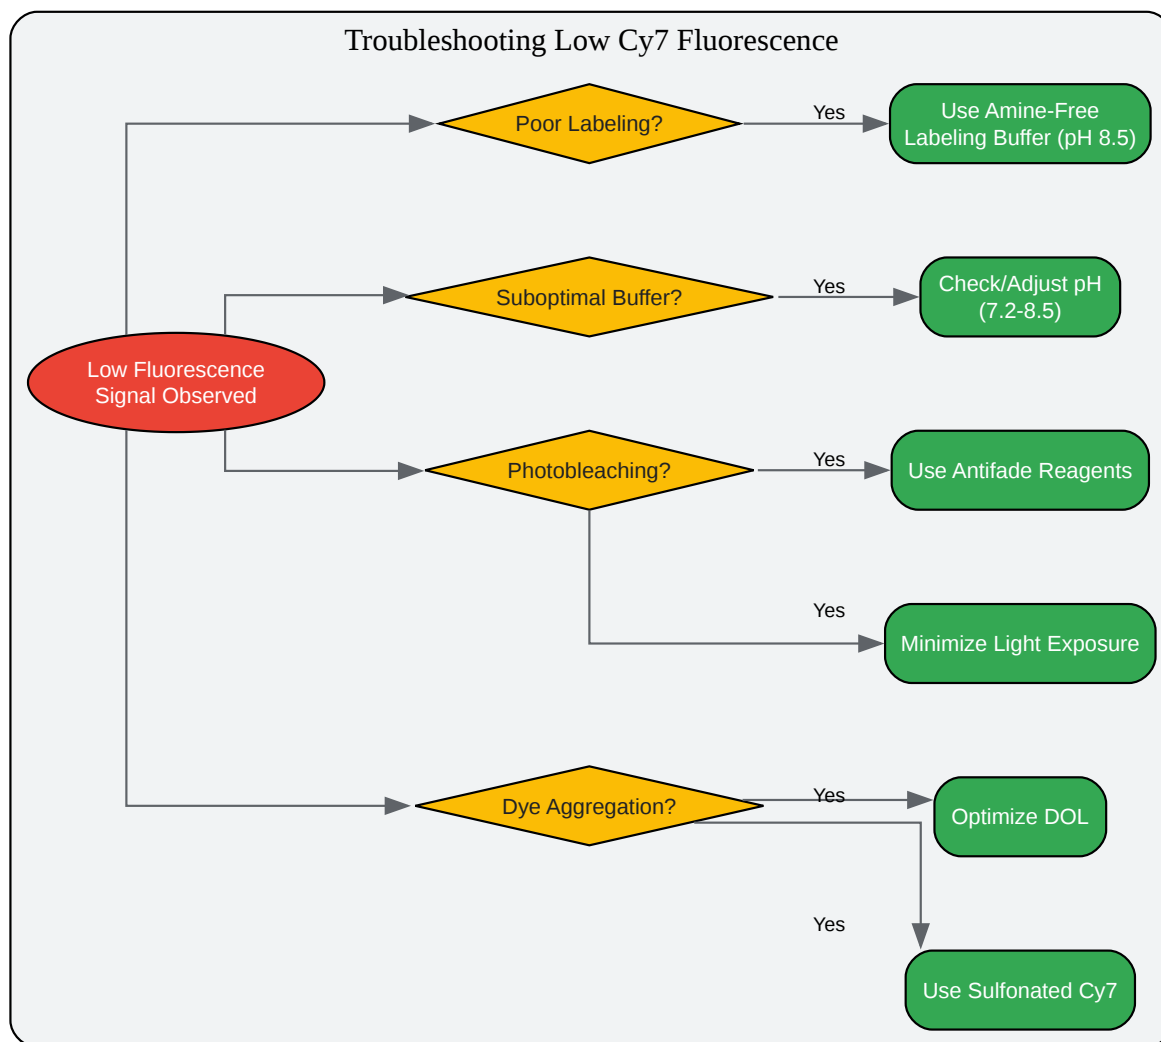 Troubleshooting Low Cy7 Fluorescence
Poor Labeling?
Yes
Use Amine-Free
Labeling Buffer (pH 8.5)
Suboptimal Buffer?
Yes
Check/Adjust pH
(7.2-8.5)
Low Fluorescence
Signal Observed
Photobleaching?
Yes
Use Antifade Reagents
Yes
Minimize Light Exposure
Dye Aggregation?
Yes
Optimize DOL
Yes
Use Sulfonated Cy7